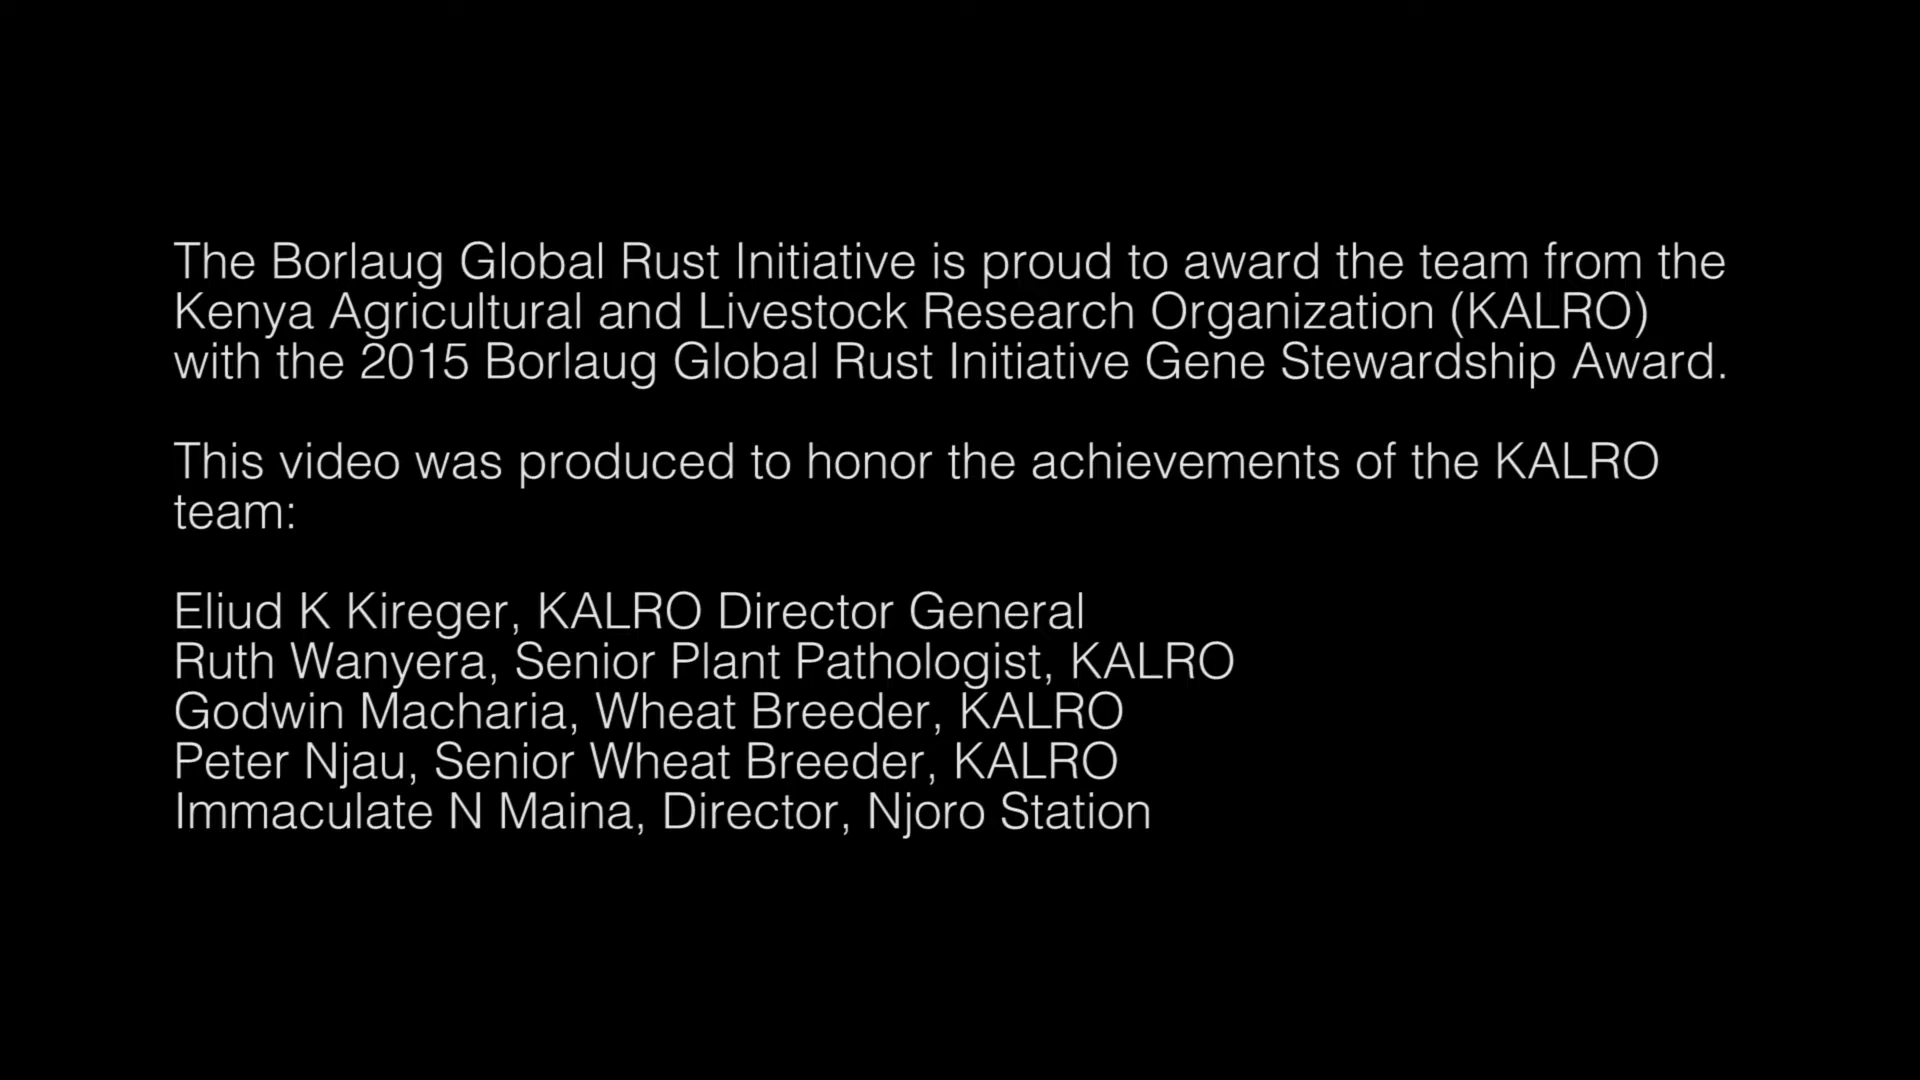 The Borlaug Global Rust Initiative is proud to award the team from the
Kenya Agricultural and Livestock Research Organization (KALRO)
with the 2015 Borlaug Global Rust Initiative Gene Stewardship Award.
This video was produced to honor the achievements of the KALRO
team:
Eliud K Kireger, KALRO Director General
Ruth Wanyera, Senior Plant Pathologist, KALRO
Godwin Macharia, Wheat Breeder, KALRO
Peter Njau, Senior Wheat Breeder, KALRO
Immaculate N Maina, Director, Njoro Station